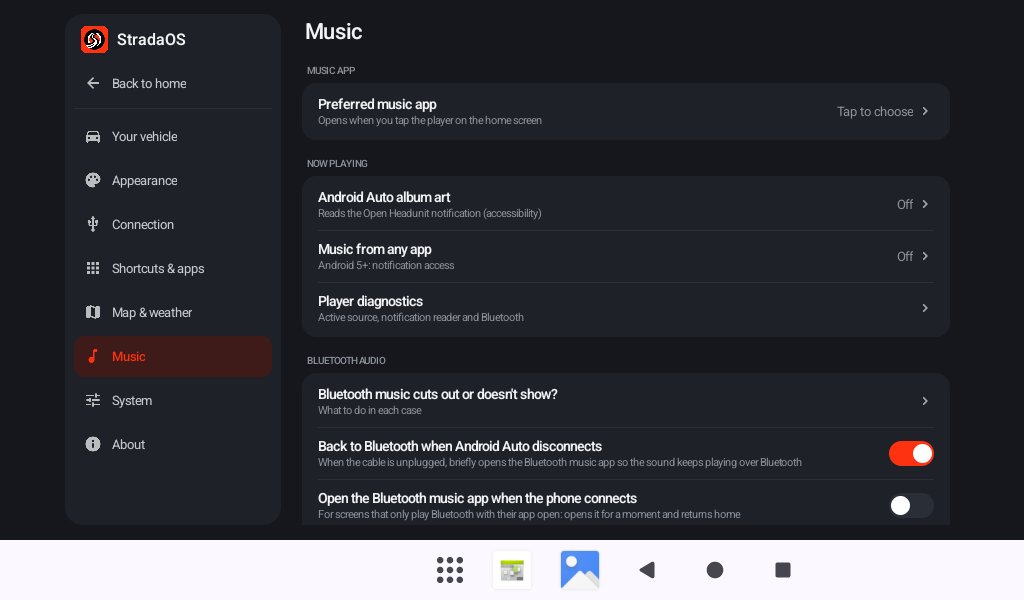 StradaOS
Back to home
Your vehicle
Appearance
Connection
Shortcuts & apps
Map & weather
Music
System
About
Music
MUSIC APP
Preferred music app
Opens when you tap the player on the home screen
Tap to choose
NOW PLAYING
Android Auto album art
Reads the Open Headunit notification (accessibility)
Off
Music from any app
Android 5+: notification access
Off
Player diagnostics
Active source, notification reader and Bluetooth
BLUETOOTH AUDIO
Bluetooth music cuts out or doesn't show?
What to do in each case
Back to Bluetooth when Android Auto disconnects
When the cable is unplugged, briefly opens the Bluetooth music app so the sound keeps playing over Bluetooth
Open the Bluetooth music app when the phone connects
For screens that only play Bluetooth with their app open: opens it for a moment and returns home